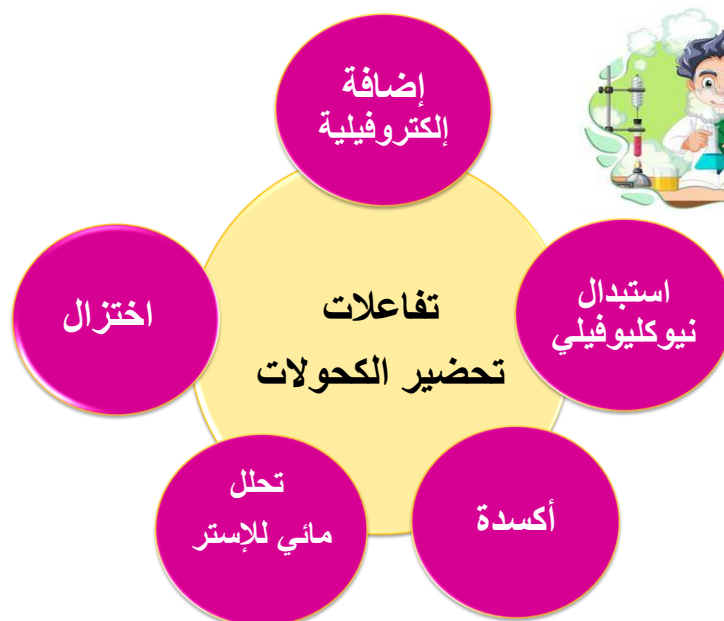 إضافة
إلكتروفيلية
استبدال
نيوكليوفيلي
أكسدة
تحلل
مائي للإستر
اختزال
تفاعلات
تحضير الكحولات